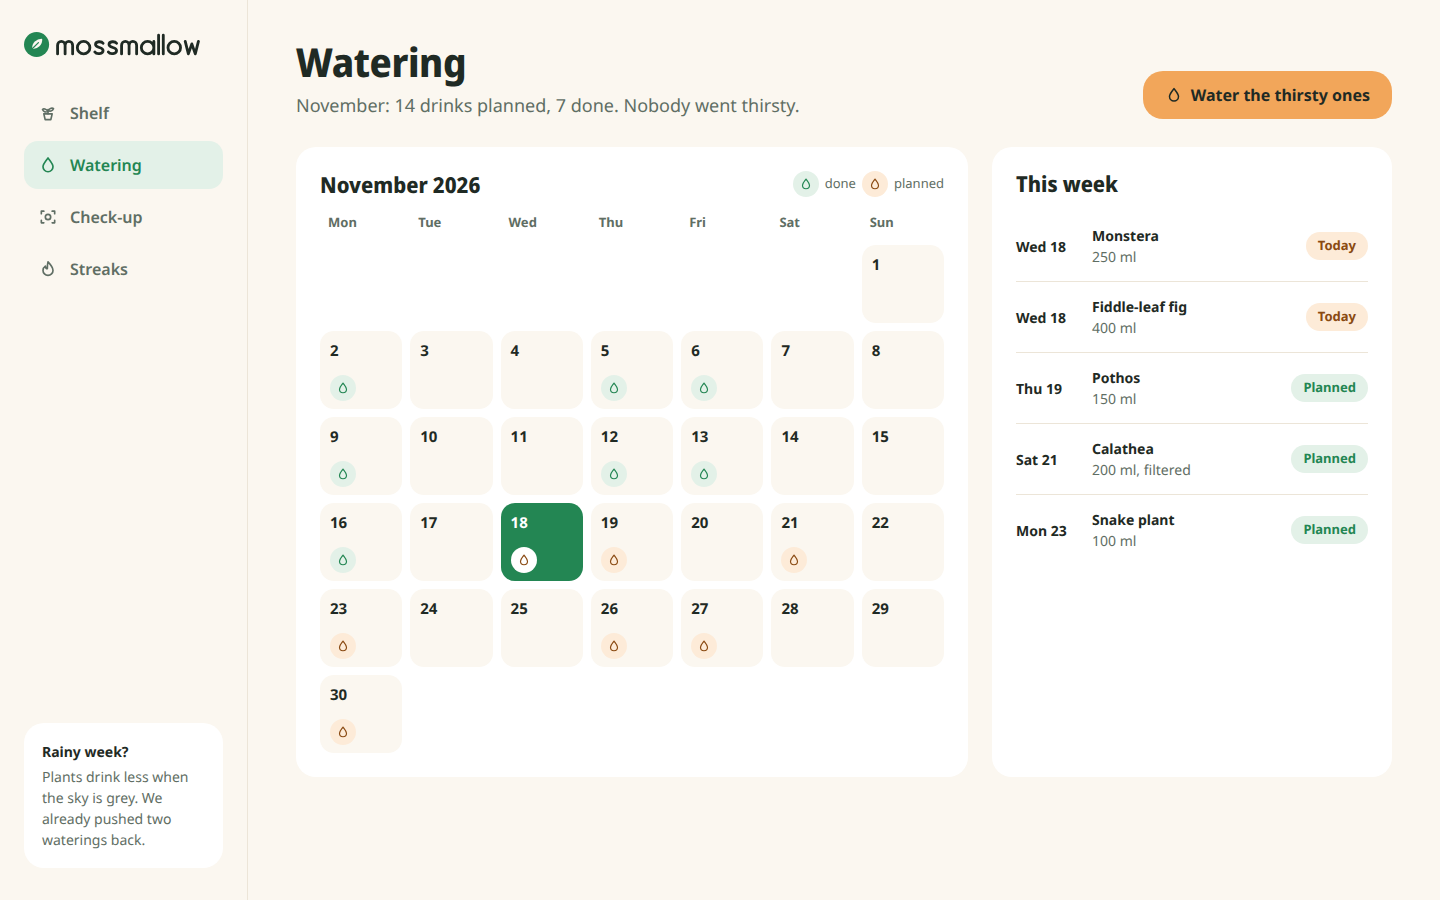 mossmallow
Shelf
Watering
Check-up
Streaks
Rainy week?
Plants drink less when
the sky is grey. We
already pushed two
waterings back.
Watering
November: 14 drinks planned, 7 done. Nobody went thirsty.
Water the thirsty ones
November 2026
done planned
Mon Tue Wed Thu Fri Sat Sun
1
2 3 4 5 6 7 8
9 10 11 12 13 14 15
16 17 18 19 20 21 22
23 24 25 26 27 28 29
30
This week
Wed 18 Monstera Today
250 ml
Wed 18 Fiddle-leaf fig Today
400 ml
Thu 19 Pothos Planned
150 ml
Sat 21 Calathea Planned
200 ml, filtered
Mon 23 Snake plant Planned
100 ml